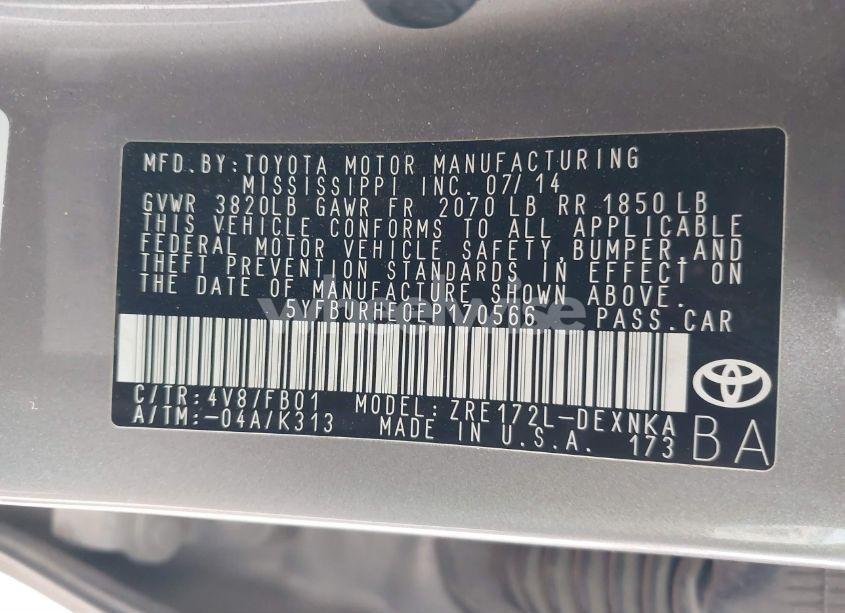 MFD. BY: TOYOTA MOTOR MANUFACTURING
MISSISSIPPI INC. 07/14
GVWR 3820LB GAWR FR 2070 LB RR 1850 LB
THIS VEHICLE CONFORMS TO ALL APPLICABLE
FEDERAL MOTOR VEHICLE SAFETY, BUMPER, AND
THEFT PREVENTION STANDARDS IN EFFECT ON
THE DATE OF MANUFACTURE SHOWN ABOVE.
PASS. CAR
wheelwise
C/TR: 4V8/FB01 MODEL: ZRE172L-DEXNKA
A/TM: -04A/K313 MADE IN U.S.A. 173
BA